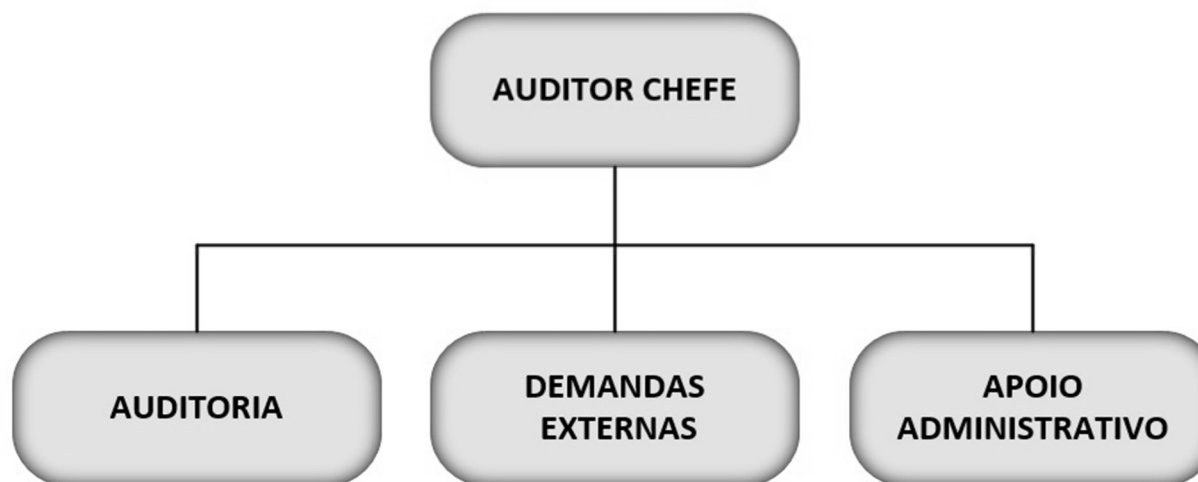 AUDITOR CHEFE
AUDITORIA
DEMANDAS
EXTERNAS
APOIO
ADMINISTRATIVO